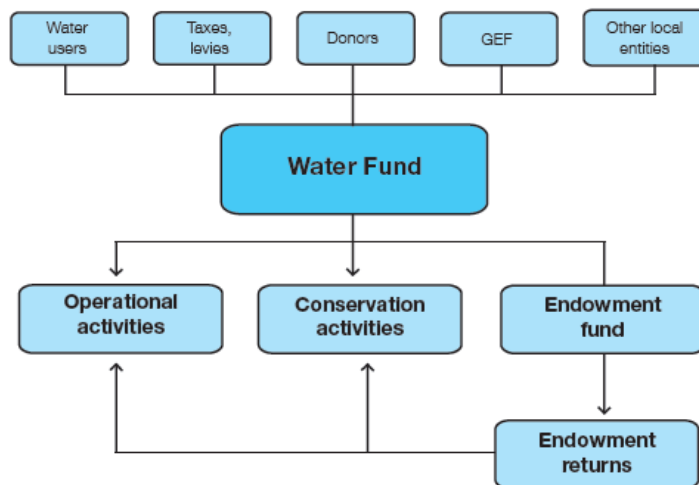 Water
users
Taxes,
levies
Donors
GEF
Other local
entities
Water Fund
Operational
activities
Conservation
activities
Endowment
fund
Endowment
returns